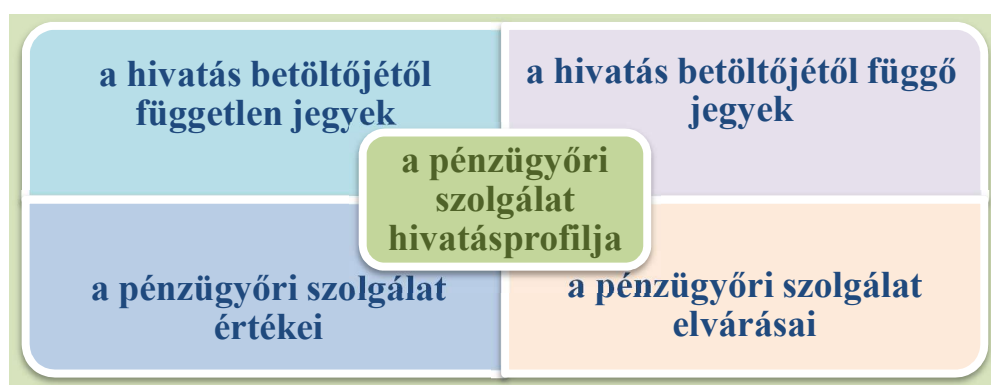 a hivatás betöltőjétől
független jegyek
a hivatás betöltőjétől függő
jegyek
a pénzügyőri
szolgálat
hivatásprofilja
a pénzügyőri szolgálat
értékei
a pénzügyőri szolgálat
elvárásai